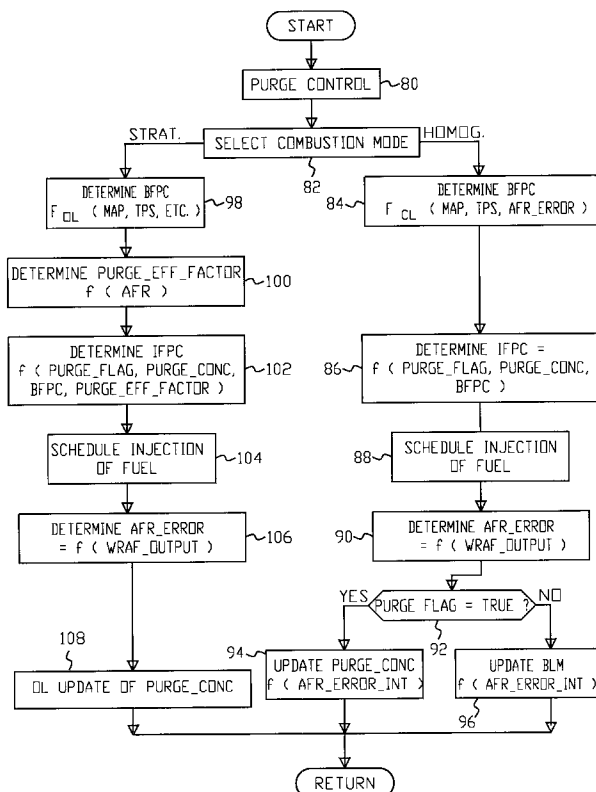 START
PURGE CONTROL
80
STRAT.
HOMOG.
SELECT COMBUSTION MODE
82
DETERMINE BFPC
F OL ( MAP, TPS, ETC. )
98
DETERMINE PURGE_EFF_FACTOR
f ( AFR )
100
DETERMINE IFPC
f ( PURGE_FLAG, PURGE_CONC,
BFPC, PURGE_EFF_FACTOR )
102
SCHEDULE INJECTION
OF FUEL
104
DETERMINE AFR_ERROR
= f ( WRAF_OUTPUT )
106
108
OL UPDATE OF PURGE_CONC
84
DETERMINE BFPC
F CL ( MAP, TPS, AFR_ERROR )
86
DETERMINE IFPC =
f ( PURGE_FLAG, PURGE_CONC,
BFPC )
88
SCHEDULE INJECTION
OF FUEL
90
DETERMINE AFR_ERROR
= f ( WRAF_OUTPUT )
YES
PURGE FLAG = TRUE ?
NO
92
94
UPDATE PURGE_CONC
f ( AFR_ERROR_INT )
UPDATE BLM
f ( AFR_ERROR_INT )
96
RETURN